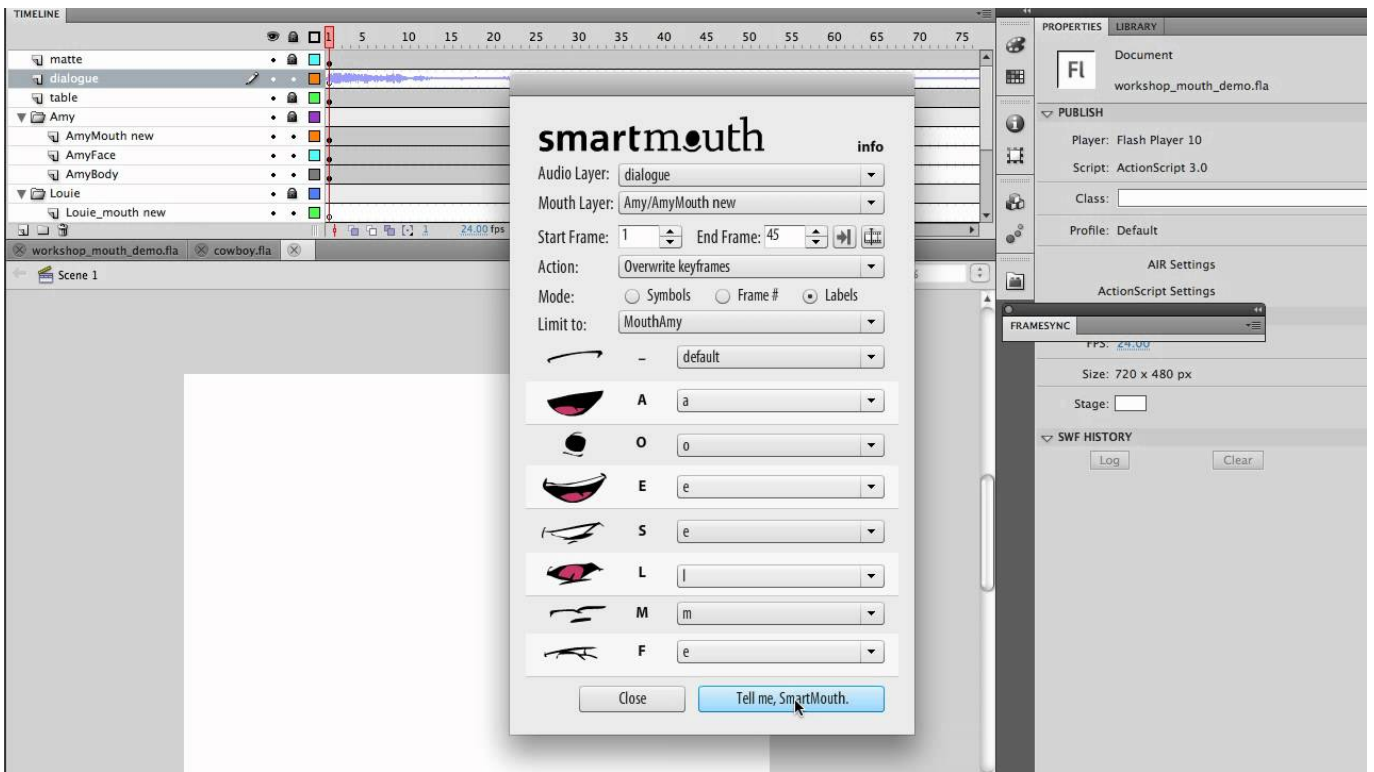 TIMELINE
1 5 10 15 20 25 30 35 40 45 50 55 60 65 70 75
matte
dialogue
table
Amy
AmyMouth new
AmyFace
AmyBody
Louie
Louie_mouth new
1 24.00 fps
workshop_mouth_demo.fla cowboy.fla
Scene 1
smartmouth
info
Audio Layer: dialogue
Mouth Layer: Amy/AmyMouth new
Start Frame: 1 End Frame: 45
Action: Overwrite keyframes
Mode: Symbols Frame # Labels
Limit to: MouthAmy
– default
A a
O o
E e
S e
L l
M m
F e
Close Tell me, SmartMouth.
PROPERTIES LIBRARY
Fl
Document
workshop_mouth_demo.fla
PUBLISH
Player: Flash Player 10
Script: ActionScript 3.0
Class:
Profile: Default
AIR Settings
ActionScript Settings
FRAMESYNC
FPS: 24.00
Size: 720 x 480 px
Stage:
SWF HISTORY
Log Clear